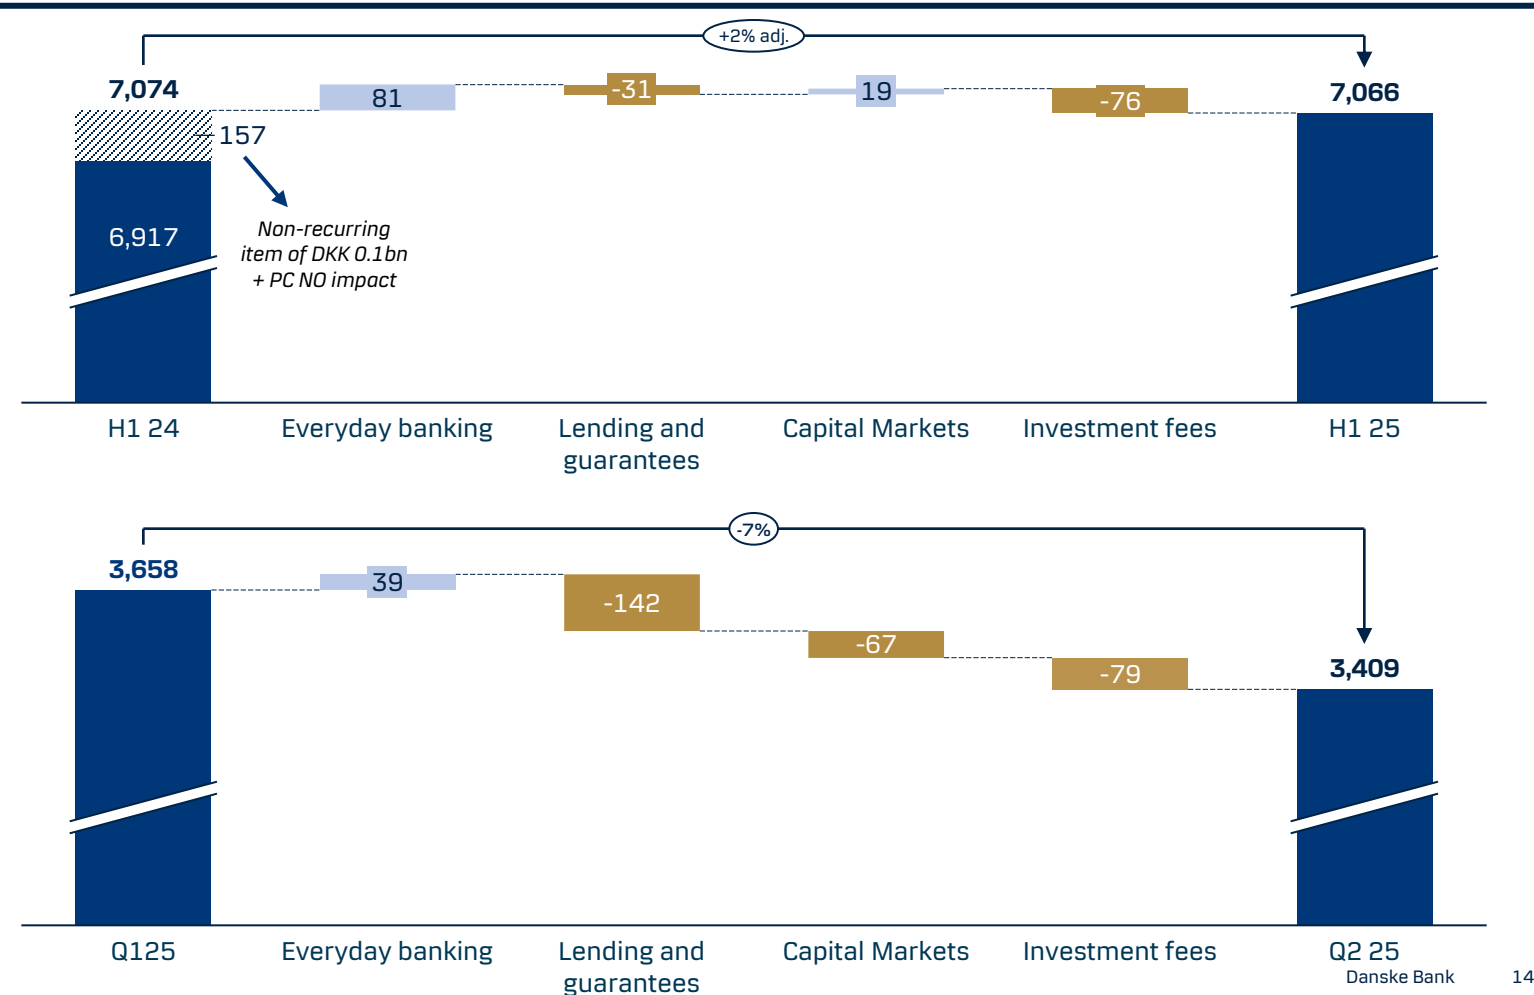 +2% adj.
7,074
81
-31
19
-76
7,066
157
6,917
Non-recurring
item of DKK 0.1bn
+ PC NO impact
H1 24
Everyday banking
Lending and
guarantees
Capital Markets
Investment fees
H1 25
-7%
3,658
39
-142
-67
-79
3,409
Q125
Everyday banking
Lending and
guarantees
Capital Markets
Investment fees
Q2 25
Danske Bank
14